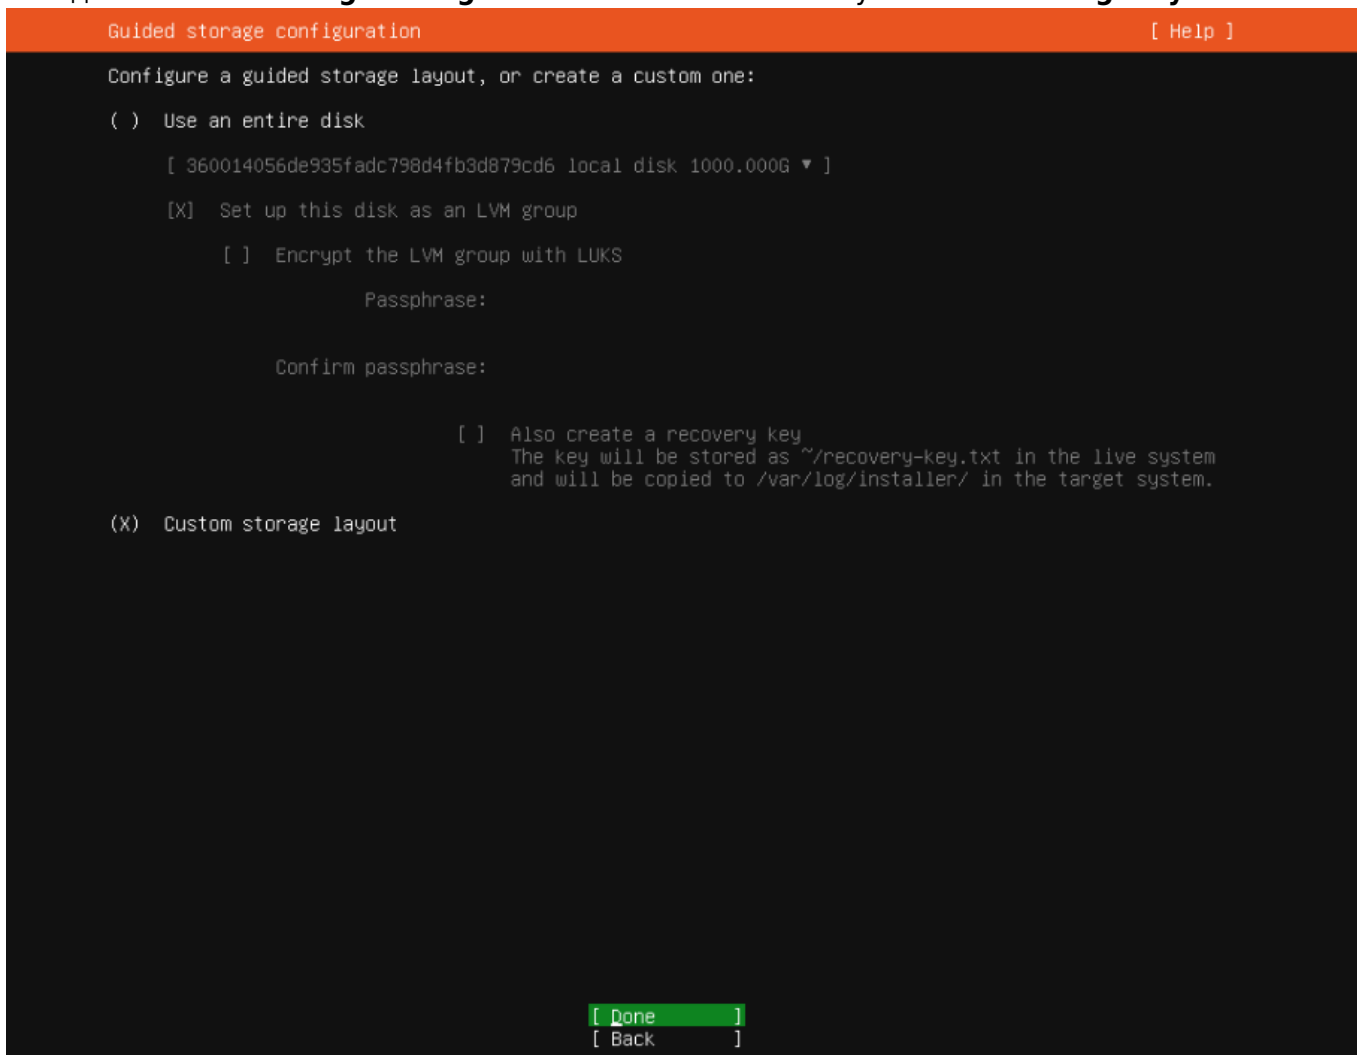 Guided storage configuration [ Help ]
Configure a guided storage layout, or create a custom one:
( ) Use an entire disk
[ 360014056de935fadc798d4fb3d879cd6 local disk 1000.000G ▾ ]
[X] Set up this disk as an LVM group
[ ] Encrypt the LVM group with LUKS
Passphrase:
Confirm passphrase:
[ ] Also create a recovery key
The key will be stored as ~/recovery-key.txt in the live system
and will be copied to /var/log/installer/ in the target system.
(X) Custom storage layout
[ Done ]
[ Back ]